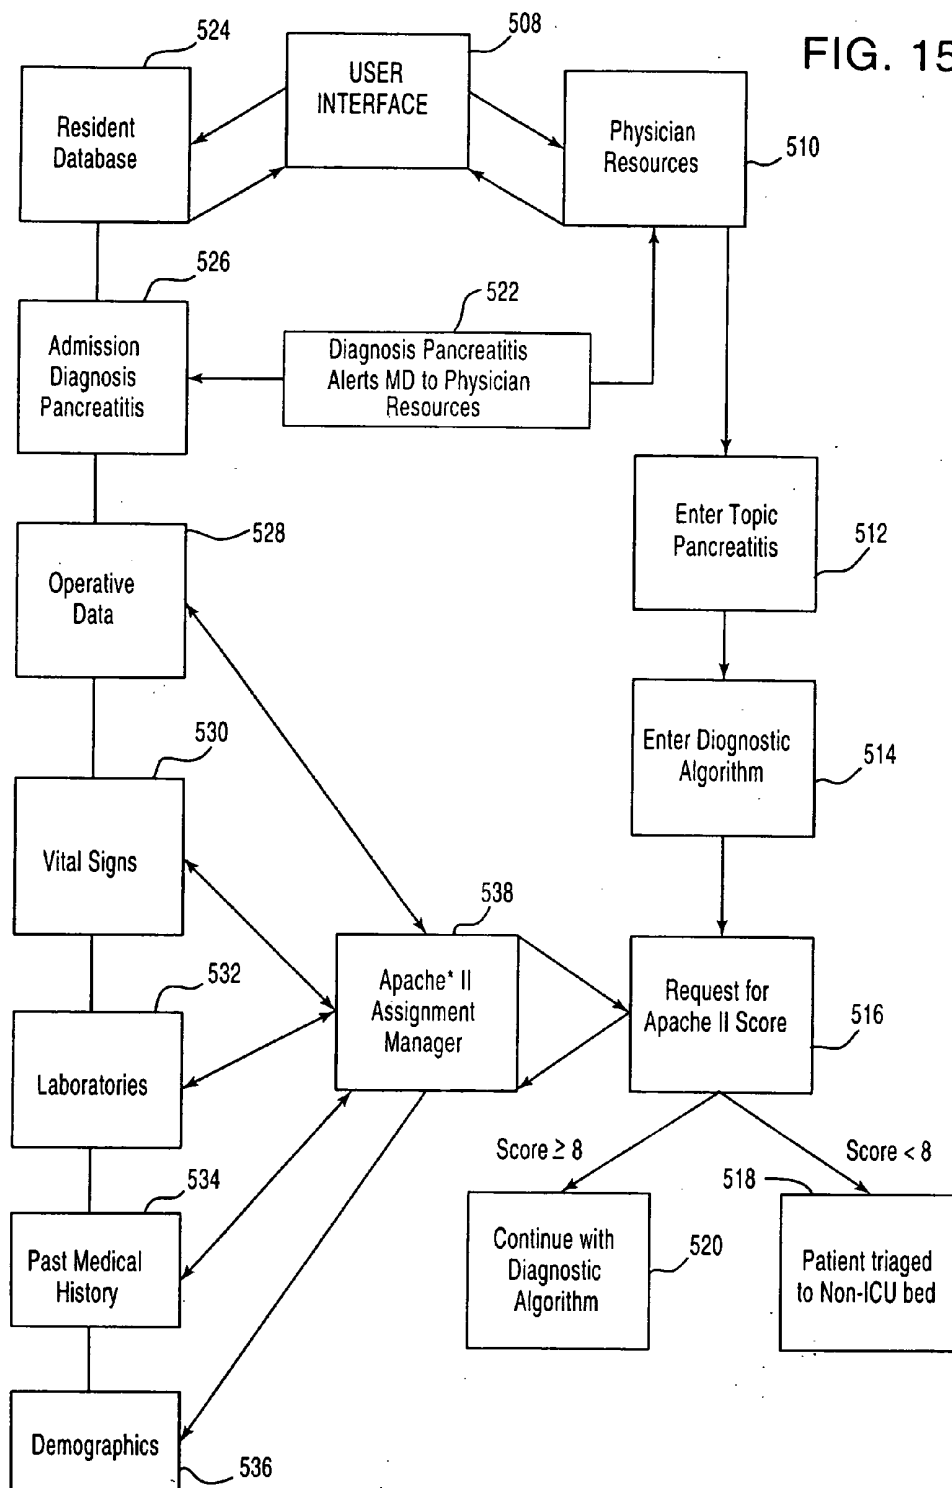 FIG. 15
524
508
USER
INTERFACE
Resident
Database
Physician
Resources
510
526
522
Admission
Diagnosis
Pancreatitis
Diagnosis Pancreatitis
Alerts MD to Physician
Resources
Enter Topic
Pancreatitis
512
528
Operative
Data
Enter Diognostic
Algorithm
514
530
Vital Signs
538
Apache* II
Assignment
Manager
Request for
Apache II Score
516
532
Laboratories
Score ≥ 8
Score < 8
534
518
Past Medical
History
Continue with
Diagnostic
Algorithm
520
Patient triaged
to Non-ICU bed
Demographics
536